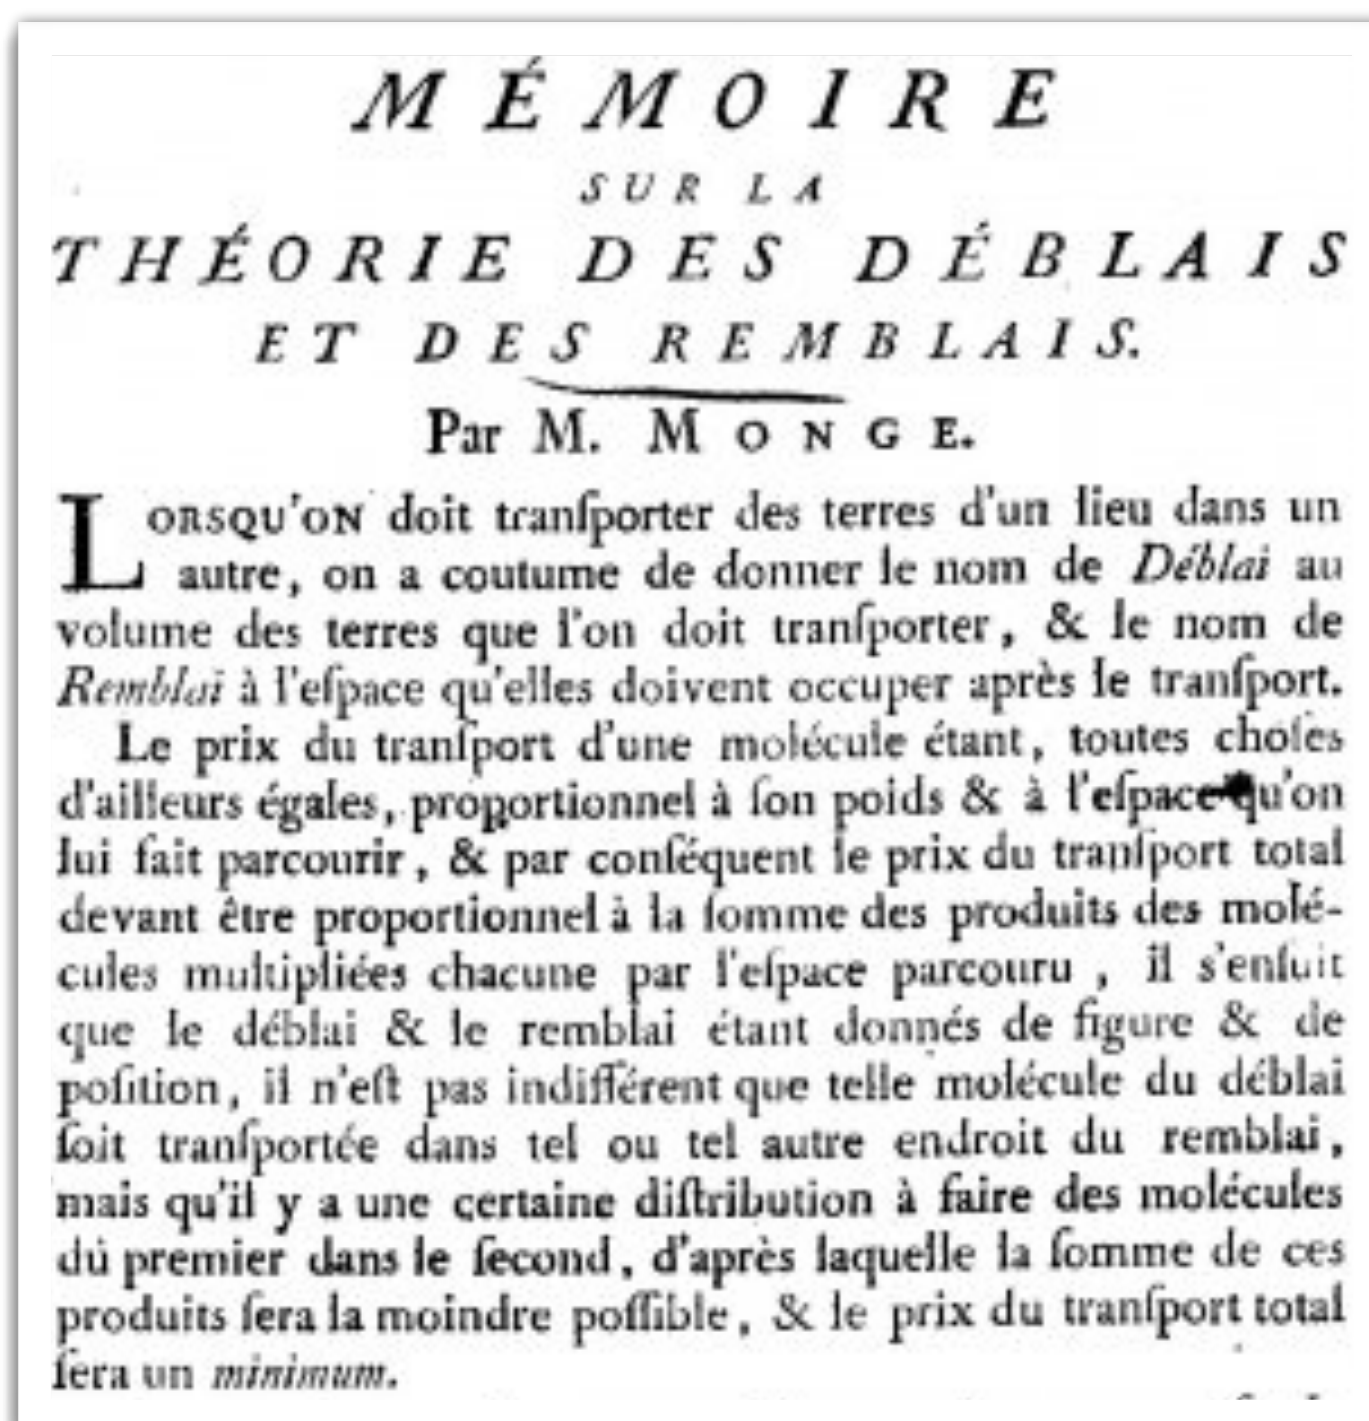 MÉMOIRE
SUR LA
THÉORIE DES DÉBLAIS
ET DES REMBLAIS.
Par M. MONGE.
LORSQU'ON doit tranſporter des terres d'un lieu dans un
autre, on a coutume de donner le nom de Déblai au
volume des terres que l'on doit tranſporter, & le nom de
Remblai à l'eſpace qu'elles doivent occuper après le tranſport.
Le prix du tranſport d'une molécule étant, toutes choſes
d'ailleurs égales, proportionnel à ſon poids & à l'eſpace qu'on
lui fait parcourir, & par conſéquent le prix du tranſport total
devant être proportionnel à la ſomme des produits des molé-
cules multipliées chacune par l'eſpace parcouru, il s'enſuit
que le déblai & le remblai étant donnés de figure & de
poſition, il n'eſt pas indifférent que telle molécule du déblai
ſoit tranſportée dans tel ou tel autre endroit du remblai,
mais qu'il y a une certaine diſtribution à faire des molécules
du premier dans le ſecond, d'après laquelle la ſomme de ces
produits ſera la moindre poſſible, & le prix du tranſport total
ſera un minimum.